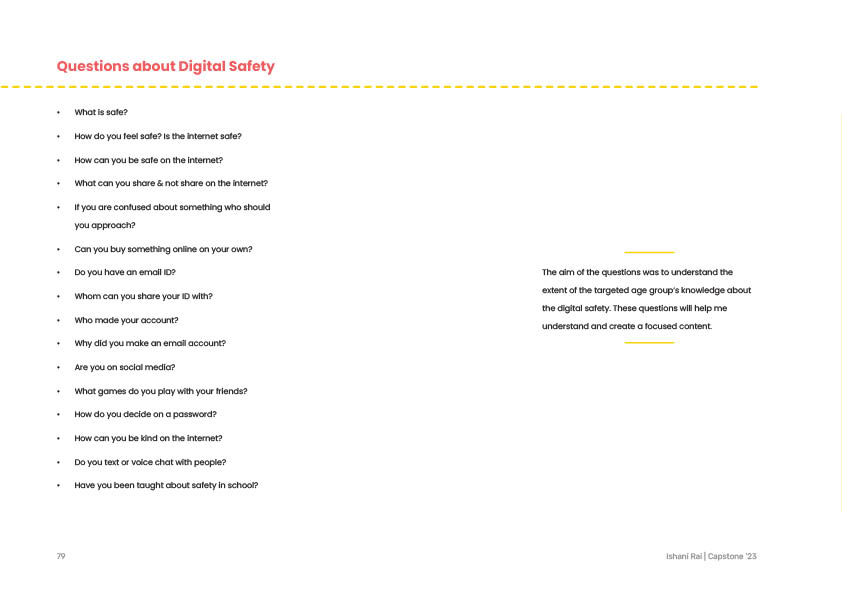 Questions about Digital Safety
• What is safe?
• How do you feel safe? Is the internet safe?
• How can you be safe on the internet?
• What can you share & not share on the internet?
• If you are confused about something who should
you approach?
• Can you buy something online on your own?
• Do you have an email ID?
• Whom can you share your ID with?
• Who made your account?
• Why did you make an email account?
• Are you on social media?
• What games do you play with your friends?
• How do you decide on a password?
• How can you be kind on the internet?
• Do you text or voice chat with people?
• Have you been taught about safety in school?
The aim of the questions was to understand the
extent of the targeted age group's knowledge about
the digital safety. These questions will help me
understand and create a focused content.
79
Ishani Rai | Capstone '23